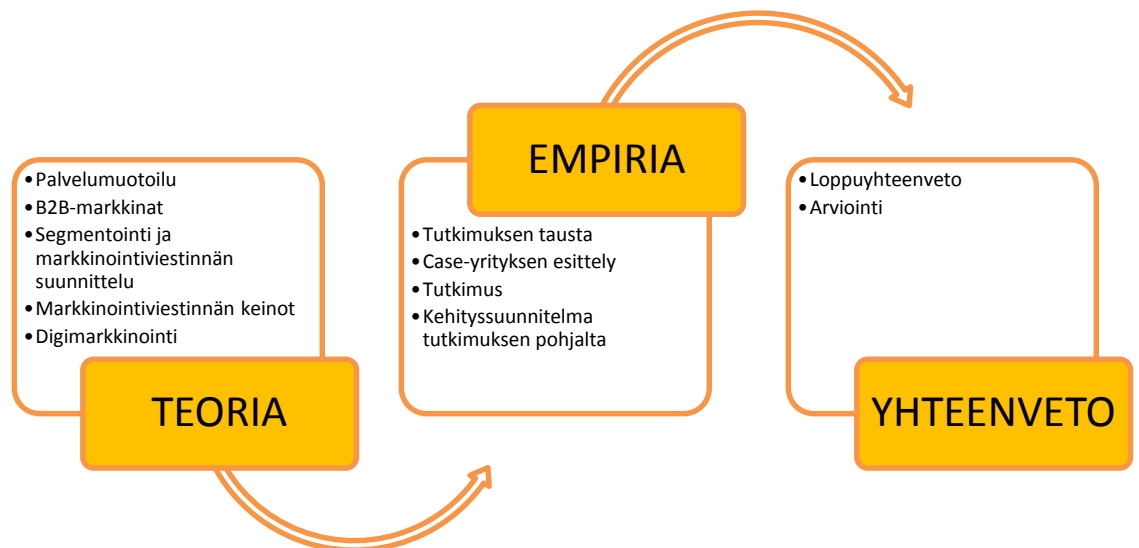 •Palvelumuotoilu
•B2B-markkinat
•Segmentointi ja
markkinointiviestinnän
suunnittelu
•Markkinointiviestinnän keinot
•Digimarkkinointi
TEORIA
EMPIRIA
•Tutkimuksen tausta
•Case-yrityksen esittely
•Tutkimus
•Kehityssuunnitelma
tutkimuksen pohjalta
•Loppuyhteenveto
•Arviointi
YHTEENVETO